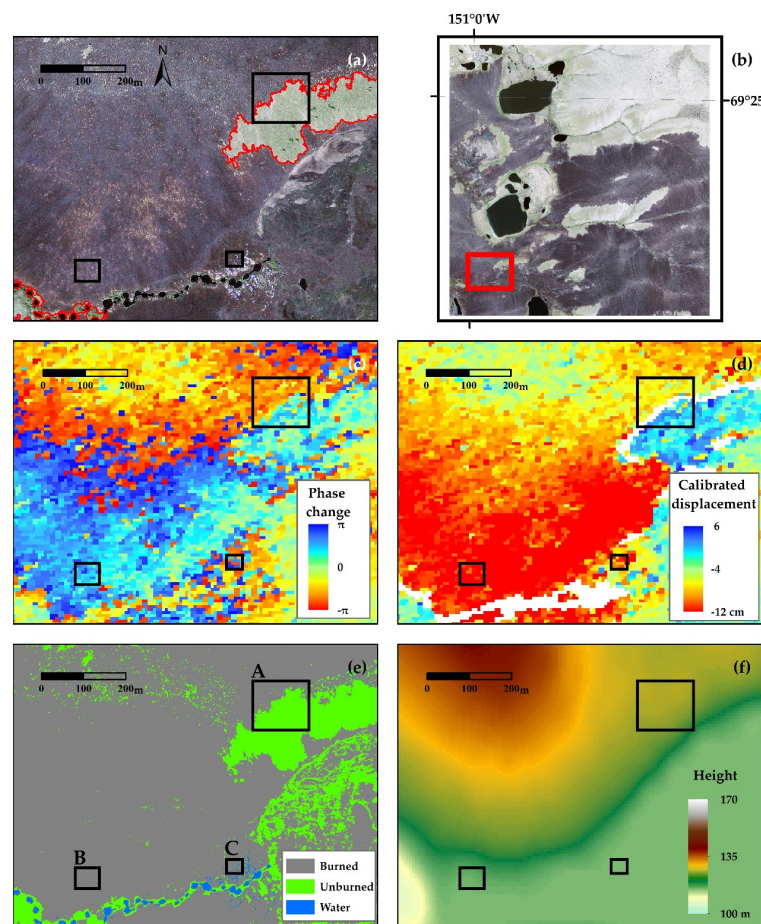 151°0'W
N
(a)
0 100 200m
(b)
69°25
(c)
0 100 200m
Phase
change
π
0
-π
(d)
0 100 200m
Calibrated
displacement
6
-4
-12 cm
(e)
0 100 200m
A
B
C
Burned
Unburned
Water
(f)
0 100 200m
Height
170
135
100 m